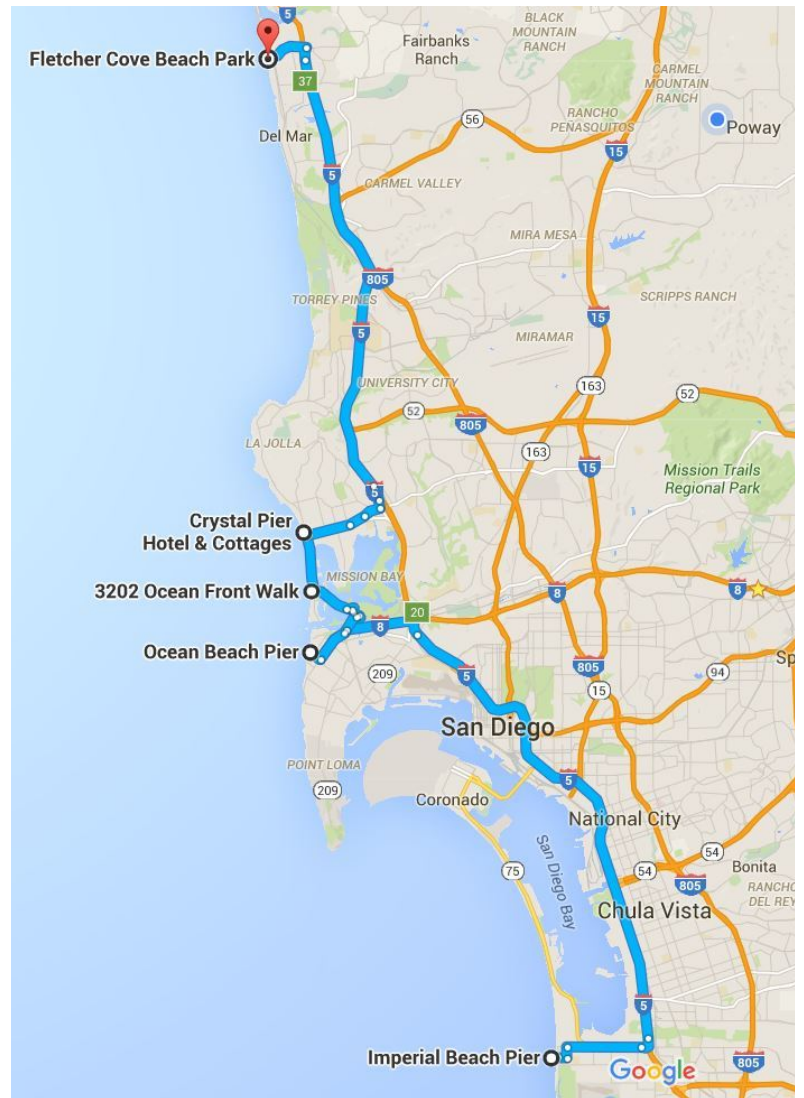 5
Fletcher Cove Beach Park
Fairbanks
Ranch
BLACK
MOUNTAIN
RANCH
37
CARMEL
MOUNTAIN
RANCH
RANCHO
PEÑASQUITOS
56
Poway
Del Mar
15
5
CARMEL VALLEY
MIRA MESA
805
TORREY PINES
SCRIPPS RANCH
15
5
MIRAMAR
UNIVERSITY CITY
163
52
52
805
LA JOLLA
163
15
Mission Trails
Regional Park
5
Crystal Pier
Hotel & Cottages
MISSION BAY
3202 Ocean Front Walk
8
8
20
8
Ocean Beach Pier
805
Sp
209
5
15
94
San Diego
POINT LOMA
209
Coronado
5
National City
San Diego Bay
75
54
54
Bonita
805
RANCHO
DEL REY
Chula Vista
5
Imperial Beach Pier
Google
805